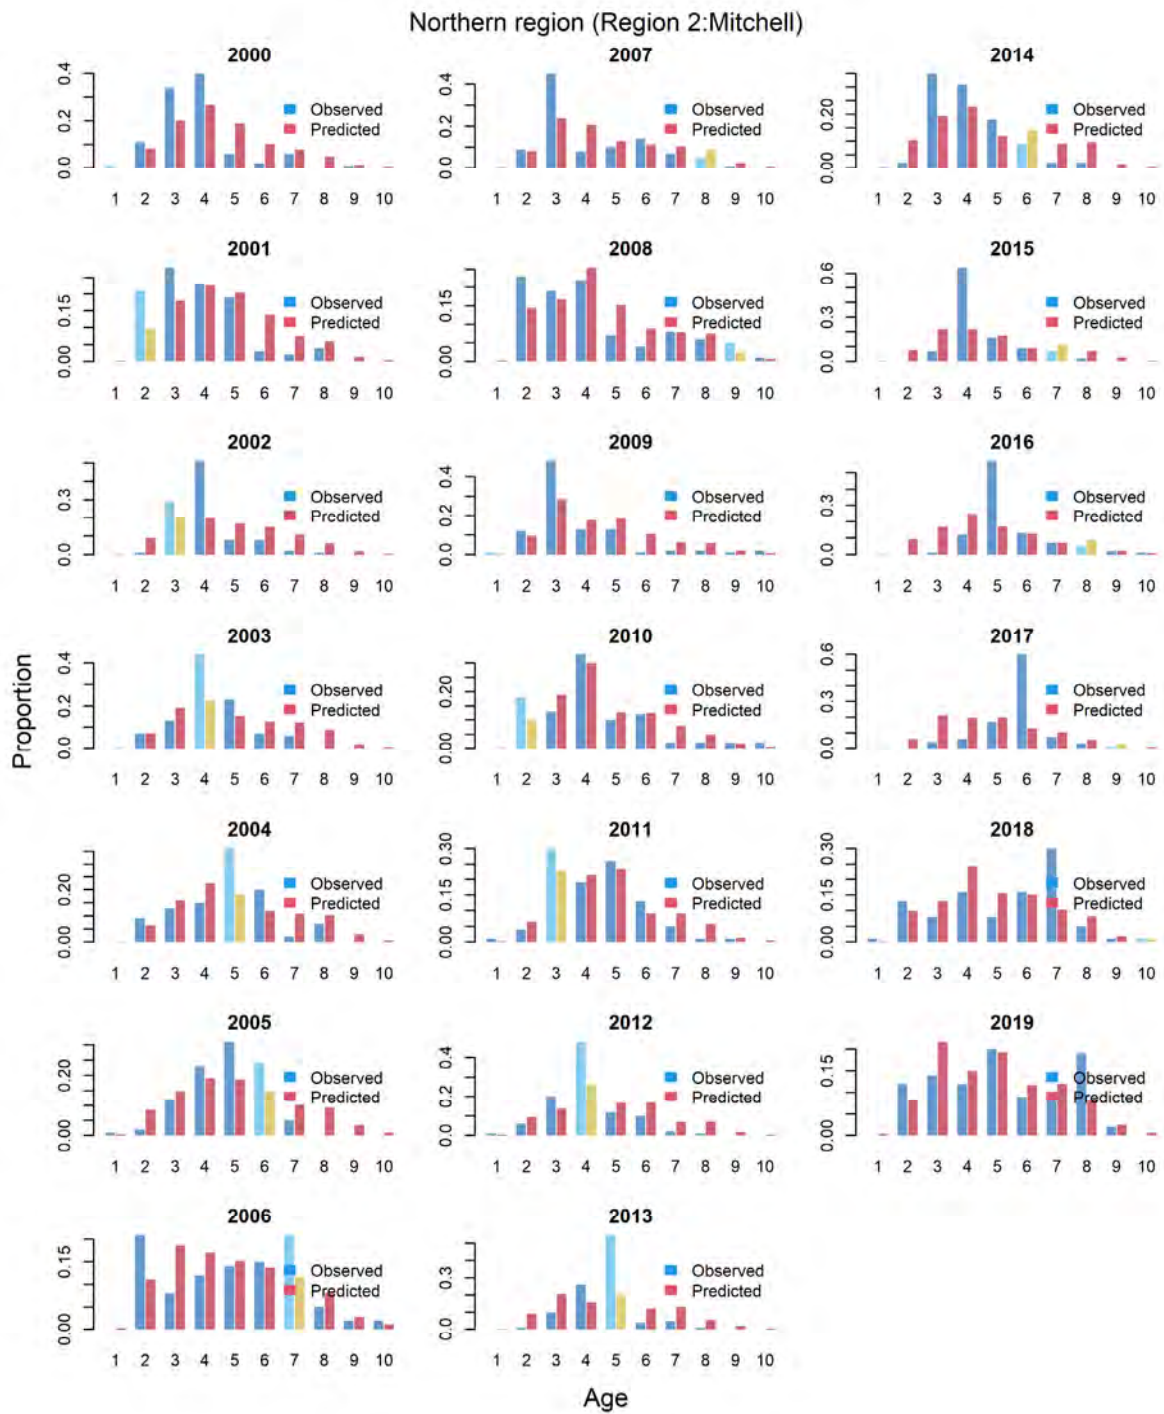 Northern region (Region 2:Mitchell)
2000
0.0 0.2 0.4
Observed
Predicted
1 2 3 4 5 6 7 8 9 10
2007
0.0 0.2 0.4
Observed
Predicted
1 2 3 4 5 6 7 8 9 10
2014
0.00 0.20
Observed
Predicted
1 2 3 4 5 6 7 8 9 10
2001
0.00 0.15
Observed
Predicted
1 2 3 4 5 6 7 8 9 10
2008
0.00 0.15
Observed
Predicted
1 2 3 4 5 6 7 8 9 10
2015
0.0 0.3 0.6
Observed
Predicted
1 2 3 4 5 6 7 8 9 10
2002
0.0 0.3
Observed
Predicted
1 2 3 4 5 6 7 8 9 10
2009
0.0 0.2 0.4
Observed
Predicted
1 2 3 4 5 6 7 8 9 10
2016
0.0 0.3
Observed
Predicted
1 2 3 4 5 6 7 8 9 10
Proportion
2003
0.0 0.2 0.4
Observed
Predicted
1 2 3 4 5 6 7 8 9 10
2010
0.00 0.20
Observed
Predicted
1 2 3 4 5 6 7 8 9 10
2017
0.0 0.3 0.6
Observed
Predicted
1 2 3 4 5 6 7 8 9 10
2004
0.00 0.20
Observed
Predicted
1 2 3 4 5 6 7 8 9 10
2011
0.00 0.15 0.30
Observed
Predicted
1 2 3 4 5 6 7 8 9 10
2018
0.00 0.15 0.30
Observed
Predicted
1 2 3 4 5 6 7 8 9 10
2005
0.00 0.20
Observed
Predicted
1 2 3 4 5 6 7 8 9 10
2012
0.0 0.2 0.4
Observed
Predicted
1 2 3 4 5 6 7 8 9 10
2019
0.00 0.15
Observed
Predicted
1 2 3 4 5 6 7 8 9 10
2006
0.00 0.15
Observed
Predicted
1 2 3 4 5 6 7 8 9 10
2013
0.0 0.3
Observed
Predicted
1 2 3 4 5 6 7 8 9 10
Age